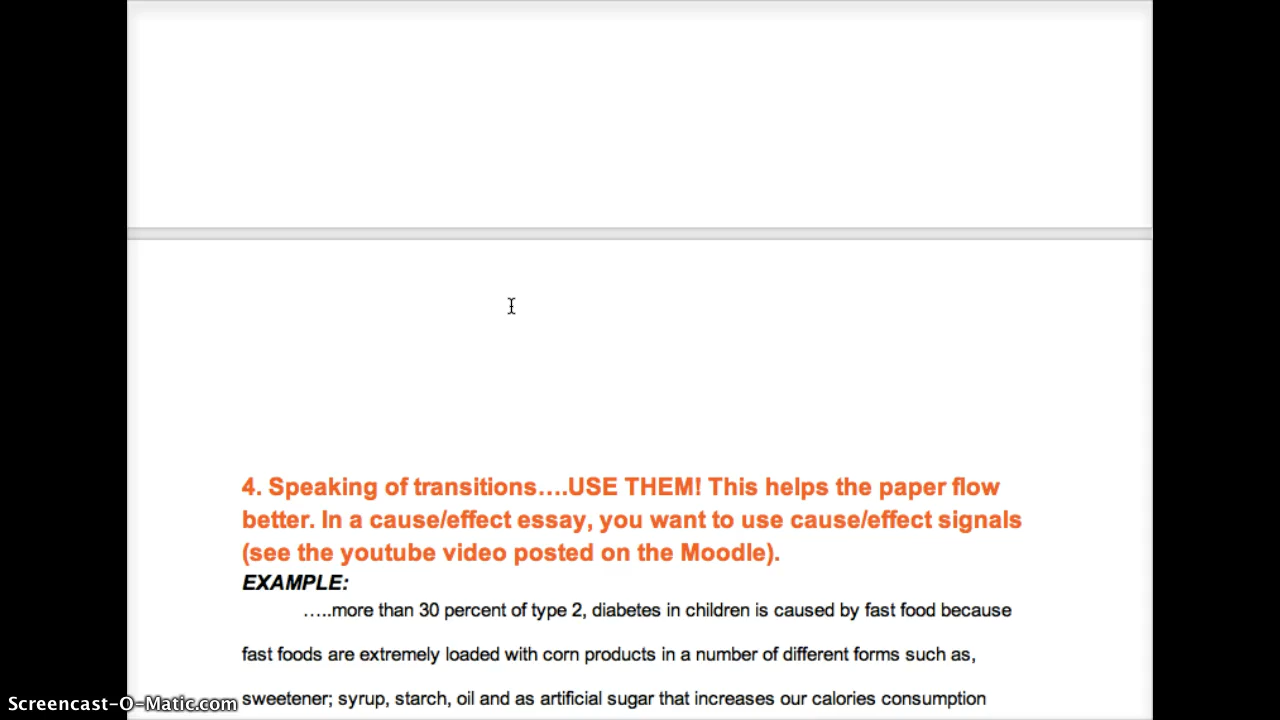 4. Speaking of transitions….USE THEM! This helps the paper flow
better. In a cause/effect essay, you want to use cause/effect signals
(see the youtube video posted on the Moodle).
EXAMPLE:
…..more than 30 percent of type 2, diabetes in children is caused by fast food because
fast foods are extremely loaded with corn products in a number of different forms such as,
sweetener; syrup, starch, oil and as artificial sugar that increases our calories consumption
Screencast-O-Matic.com